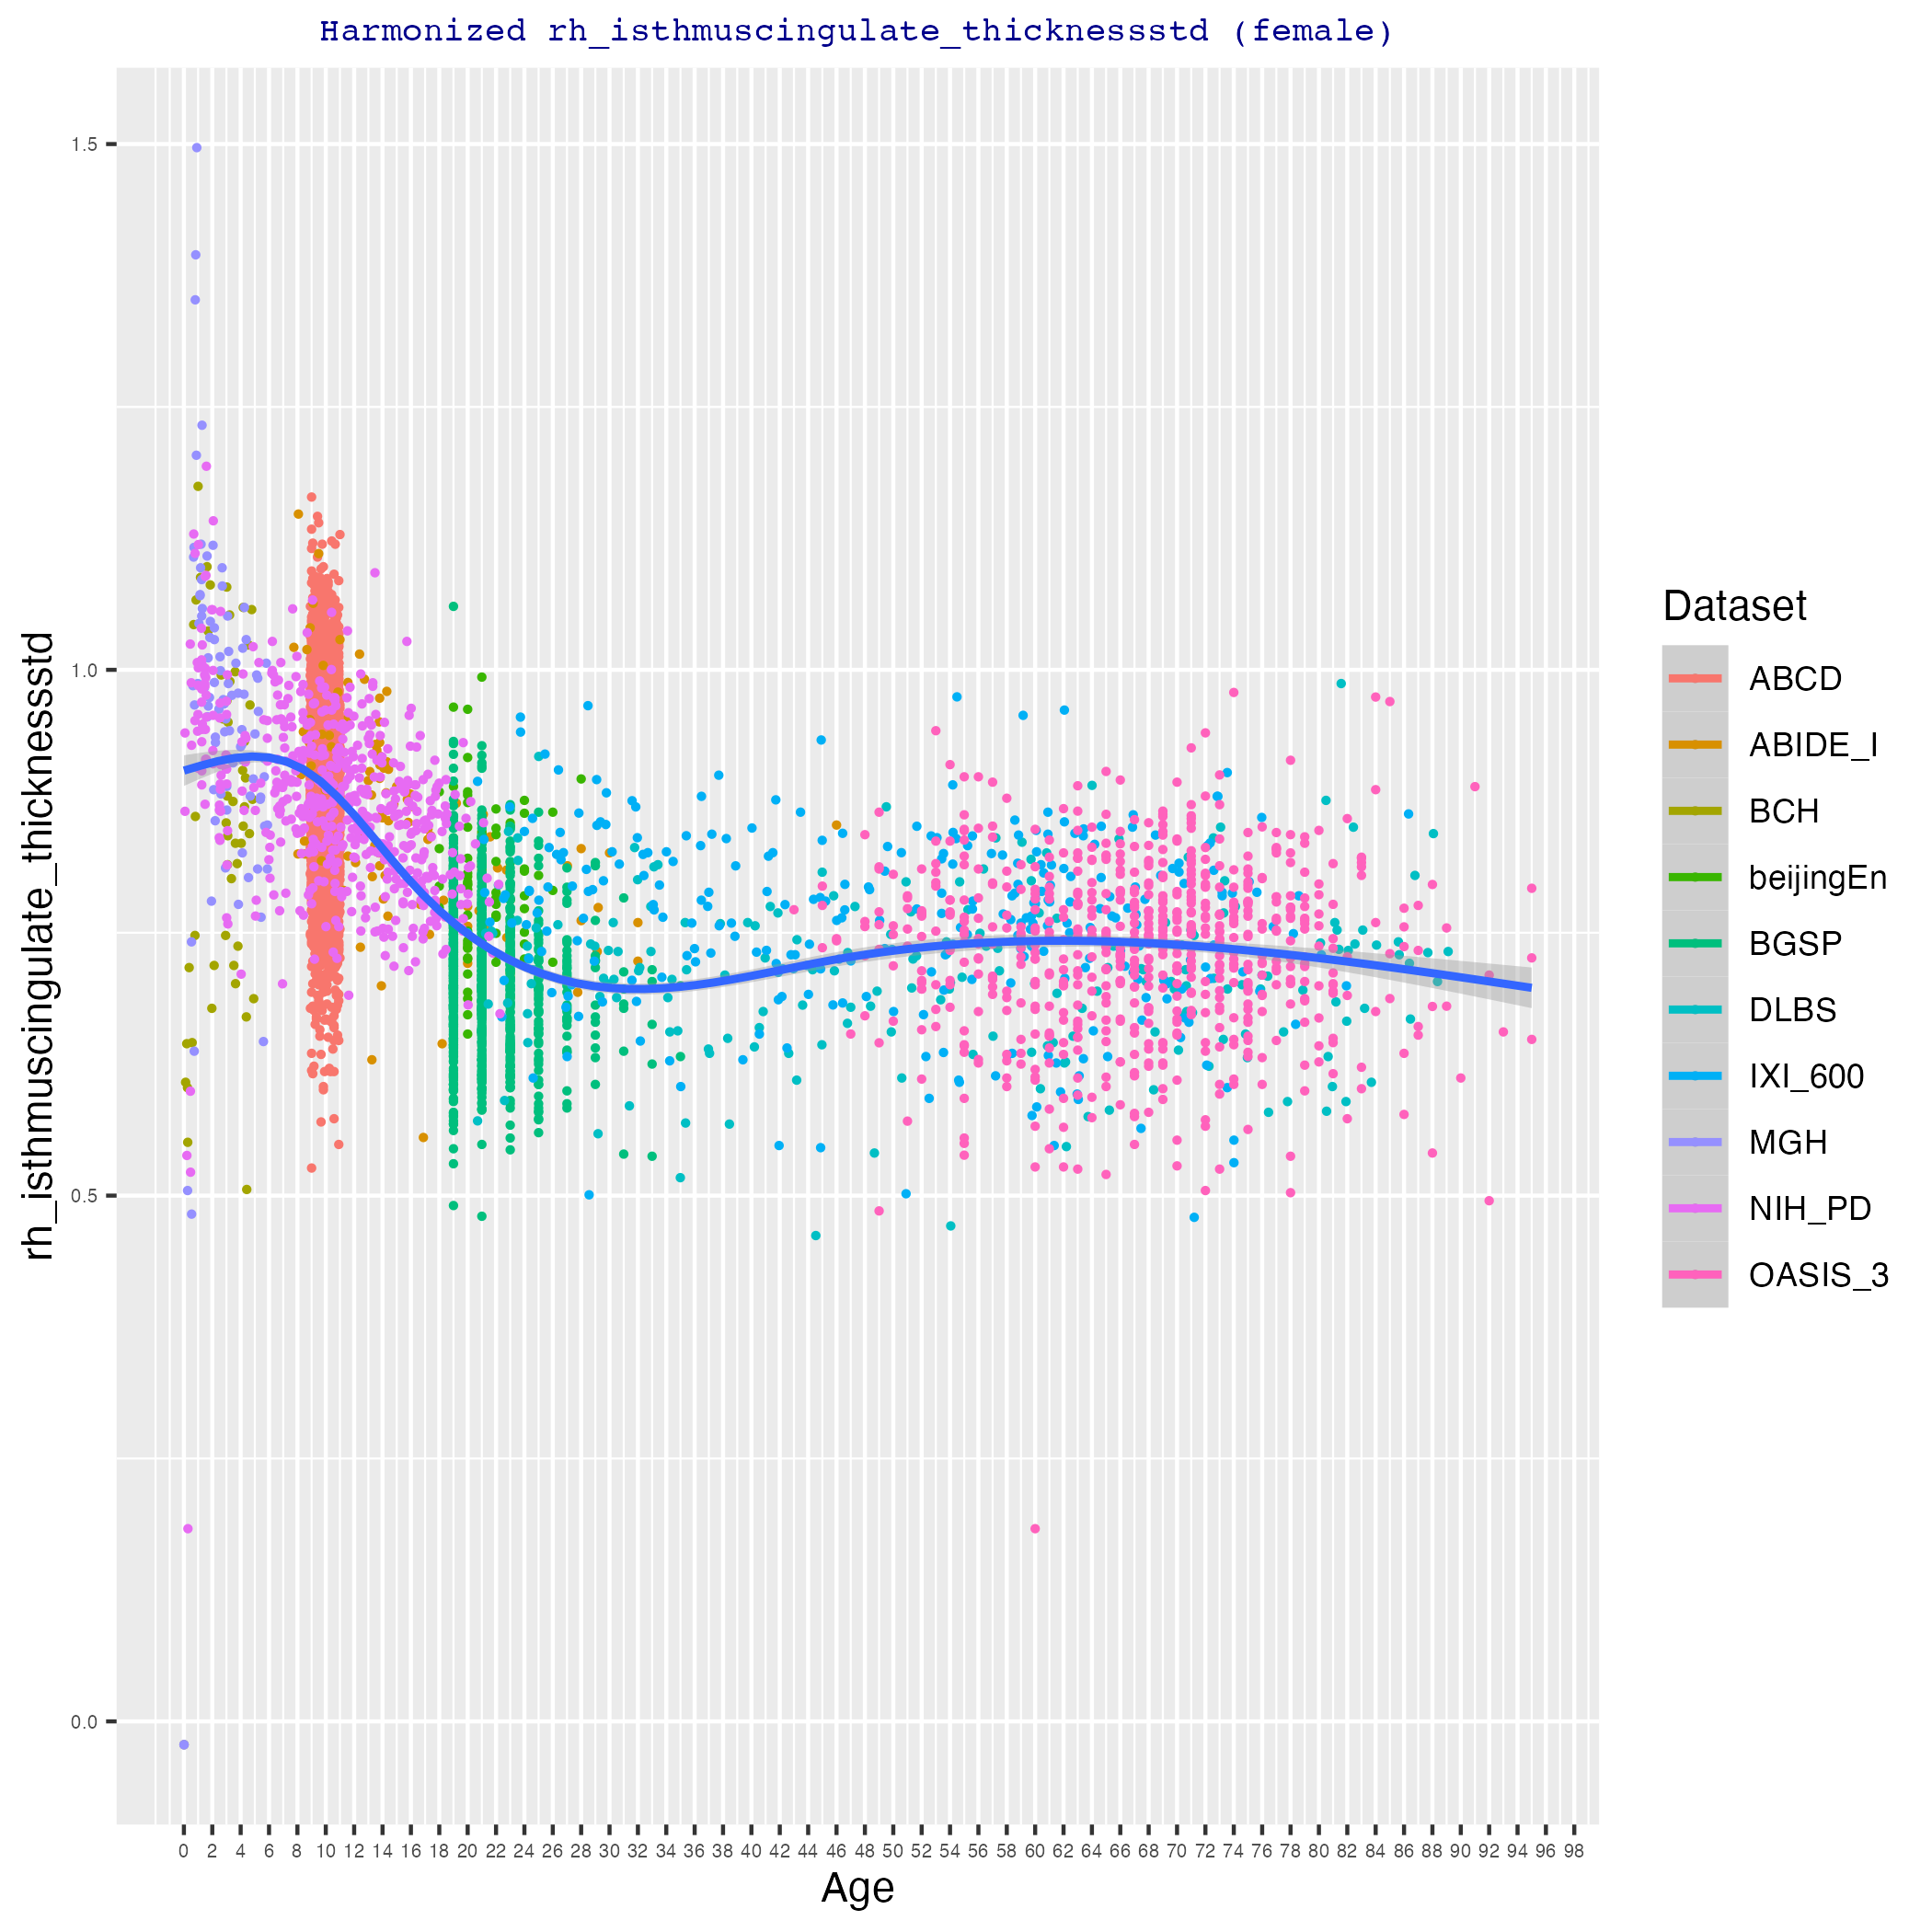 Harmonized rh_isthmuscingulate_thicknessstd (female)
rh_isthmuscingulate_thicknessstd
1.5
1.0
0.5
0.0
0 2 4 6 8 10 12 14 16 18 20 22 24 26 28 30 32 34 36 38 40 42 44 46 48 50 52 54 56 58 60 62 64 66 68 70 72 74 76 78 80 82 84 86 88 90 92 94 96 98
Age
Dataset
ABCD
ABIDE_I
BCH
beijingEn
BGSP
DLBS
IXI_600
MGH
NIH_PD
OASIS_3